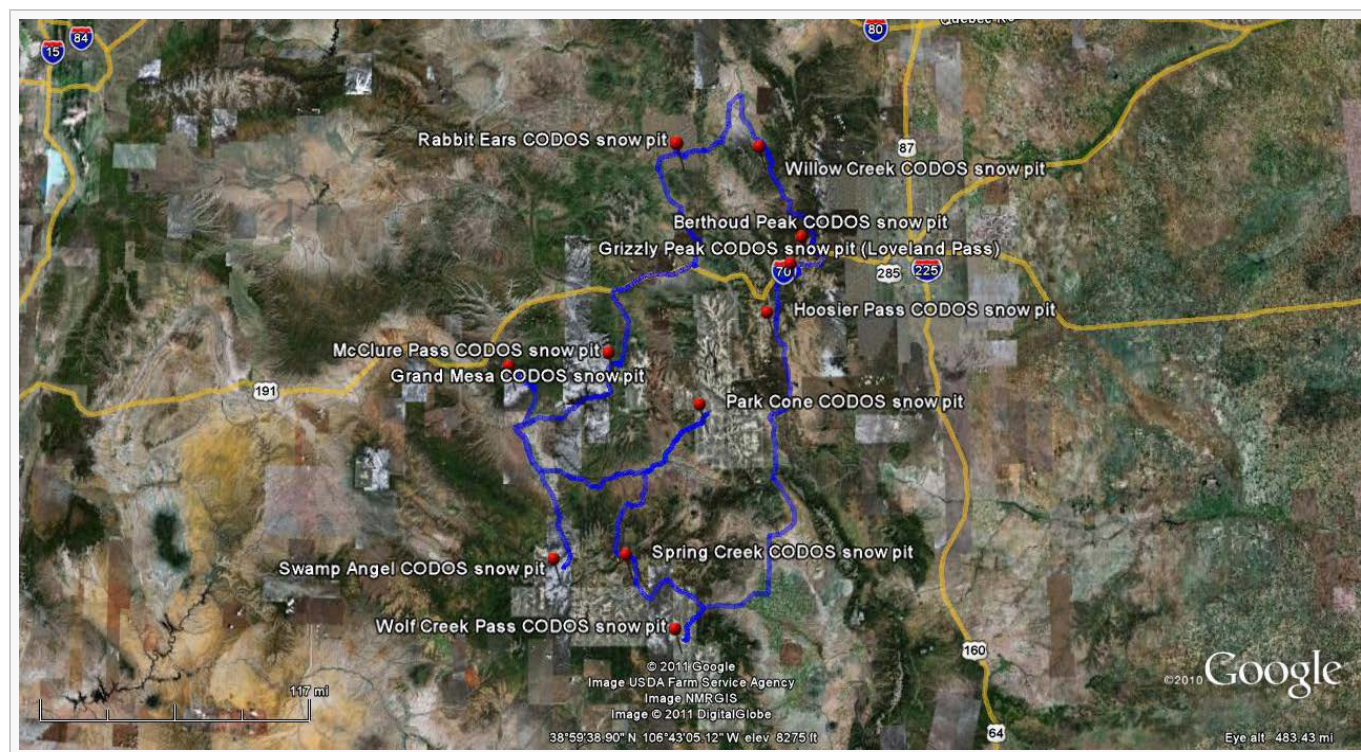 15
84
80
Rabbit Ears CODOS snow pit
87
Willow Creek CODOS snow pit
Berthoud Peak CODOS snow pit
Grizzly Peak CODOS snow pit (Loveland Pass)
70
285
225
Hoosier Pass CODOS snow pit
McClure Pass CODOS snow pit
Grand Mesa CODOS snow pit
191
Park Cone CODOS snow pit
Spring Creek CODOS snow pit
Swamp Angel CODOS snow pit
Wolf Creek Pass CODOS snow pit
160
© 2011 Google
Image USDA Farm Service Agency
Image NMRGIS
Image © 2011 DigitalGlobe
©2010 Google
117 mi
64
38°59'38.90" N 106°43'05.12" W elev 8275 ft
Eye alt 483.43 mi